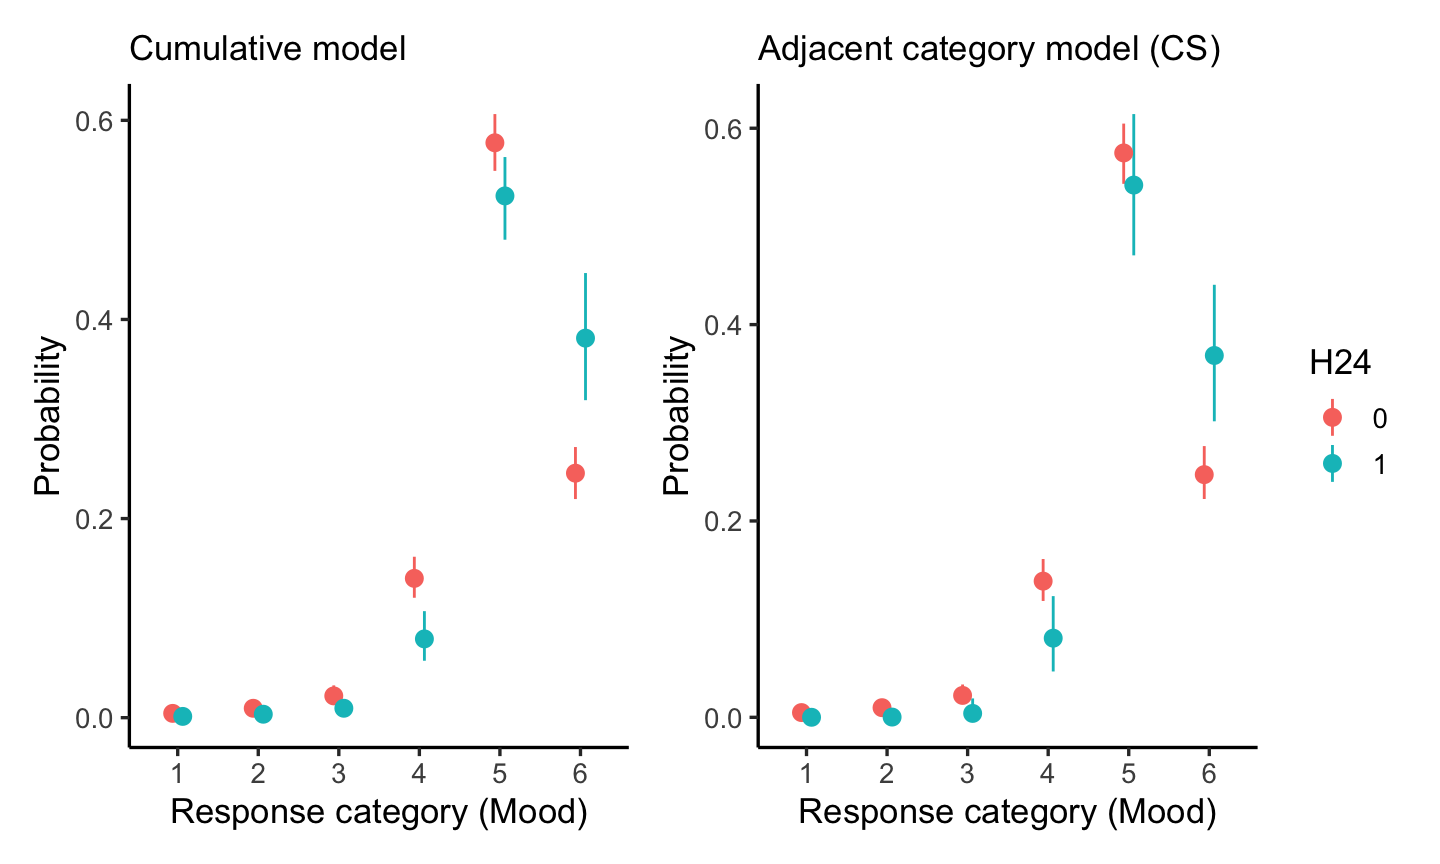 Cumulative model
Probability
0.6
0.4
0.2
0.0
1 2 3 4 5 6
Response category (Mood)
Adjacent category model (CS)
Probability
0.6
0.4
0.2
0.0
1 2 3 4 5 6
Response category (Mood)
H24
0
1